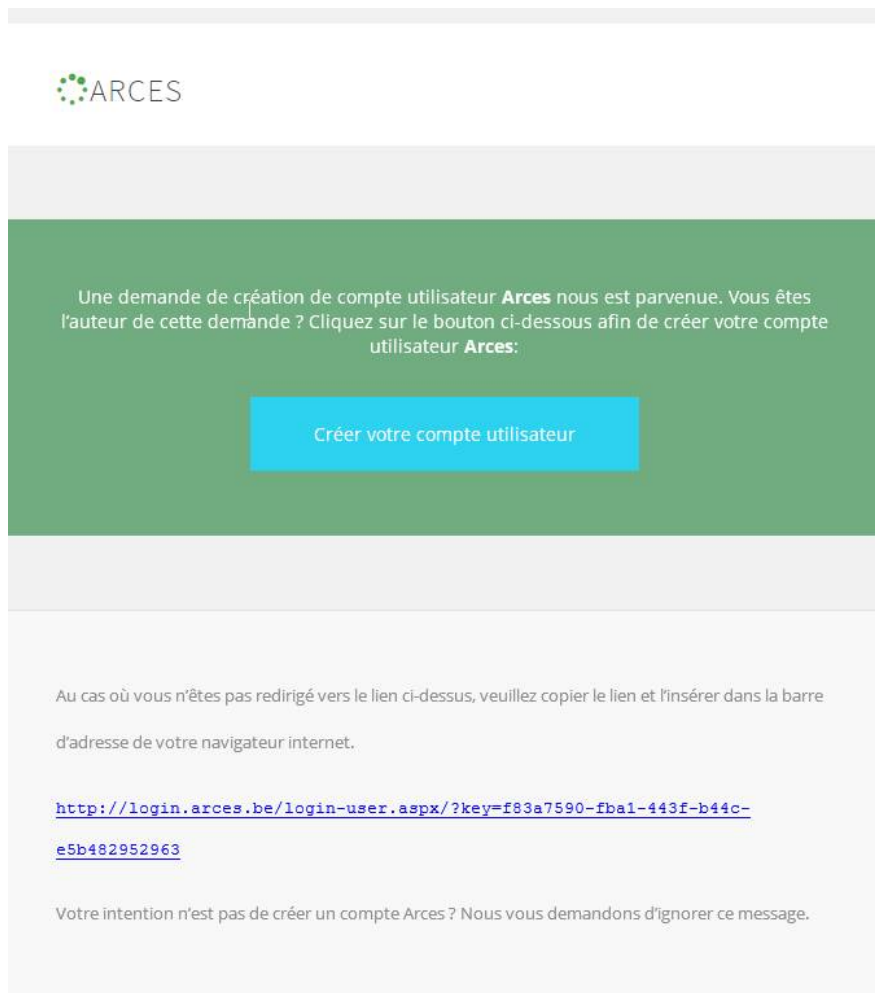 ARCES
Une demande de création de compte utilisateur Arces nous est parvenue. Vous êtes
l'auteur de cette demande ? Cliquez sur le bouton ci-dessous afin de créer votre compte
utilisateur Arces:
Créer votre compte utilisateur
Au cas où vous n'êtes pas redirigé vers le lien ci-dessus, veuillez copier le lien et l'insérer dans la barre
d'adresse de votre navigateur internet.
http://login.arces.be/login-user.aspx/?key=f83a7590-fba1-443f-b44c-
e5b482952963
Votre intention n'est pas de créer un compte Arces ? Nous vous demandons d'ignorer ce message.